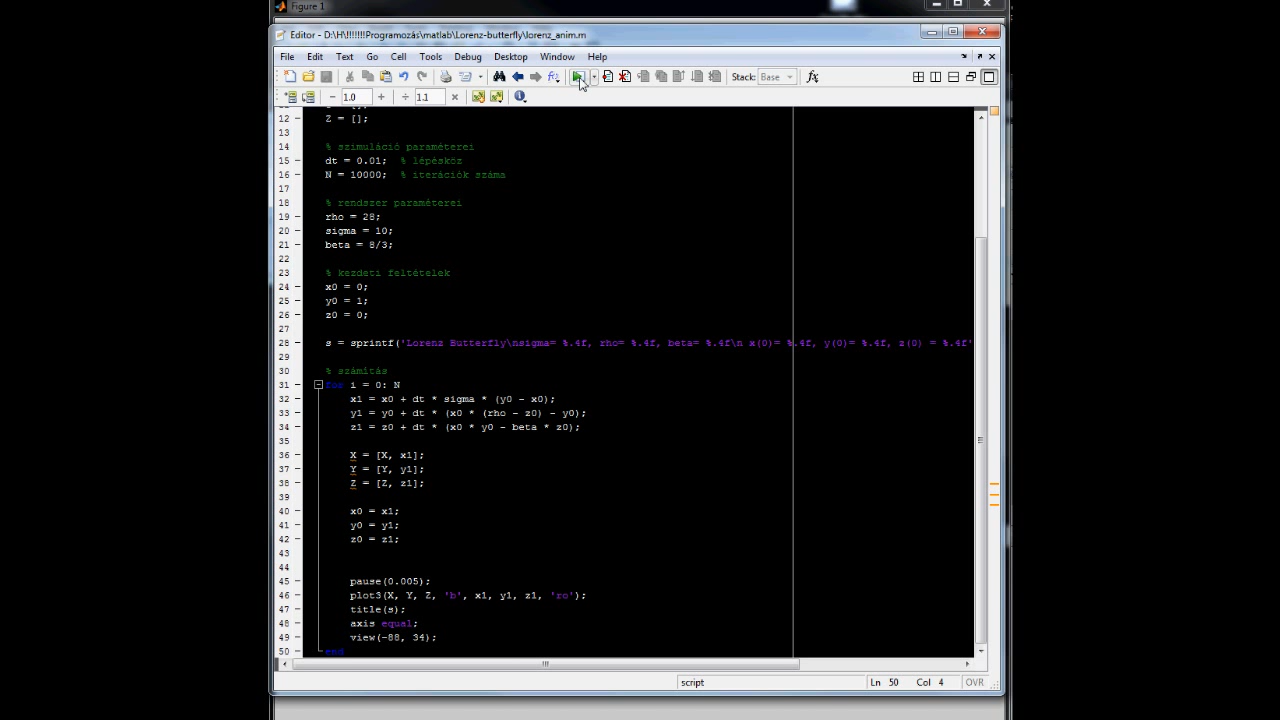 Figure 1
Editor - D:\H\!!!!!!!Programozás\matlab\Lorenz-butterfly\lorenz_anim.m
File Edit Text Go Cell Tools Debug Desktop Window Help
Stack: Base fx
1.0 + ÷ 1.1 ×
12 Z = [];
13
14 % szimuláció paraméterei
15 dt = 0.01; % lépésköz
16 N = 10000; % iterációk száma
17
18 % rendszer paraméterei
19 rho = 28;
20 sigma = 10;
21 beta = 8/3;
22
23 % kezdeti feltételek
24 x0 = 0;
25 y0 = 1;
26 z0 = 0;
27
28 s = sprintf('Lorenz Butterfly\nsigma= %.4f, rho= %.4f, beta= %.4f\n x(0)= %.4f, y(0)= %.4f, z(0) = %.4f'
29
30 % számítás
31 for i = 0: N
32 x1 = x0 + dt * sigma * (y0 - x0);
33 y1 = y0 + dt * (x0 * (rho - z0) - y0);
34 z1 = z0 + dt * (x0 * y0 - beta * z0);
35
36 X = [X, x1];
37 Y = [Y, y1];
38 Z = [Z, z1];
39
40 x0 = x1;
41 y0 = y1;
42 z0 = z1;
43
44
45 pause(0.005);
46 plot3(X, Y, Z, 'b', x1, y1, z1, 'ro');
47 title(s);
48 axis equal;
49 view(-88, 34);
50 end
script Ln 50 Col 4 OVR